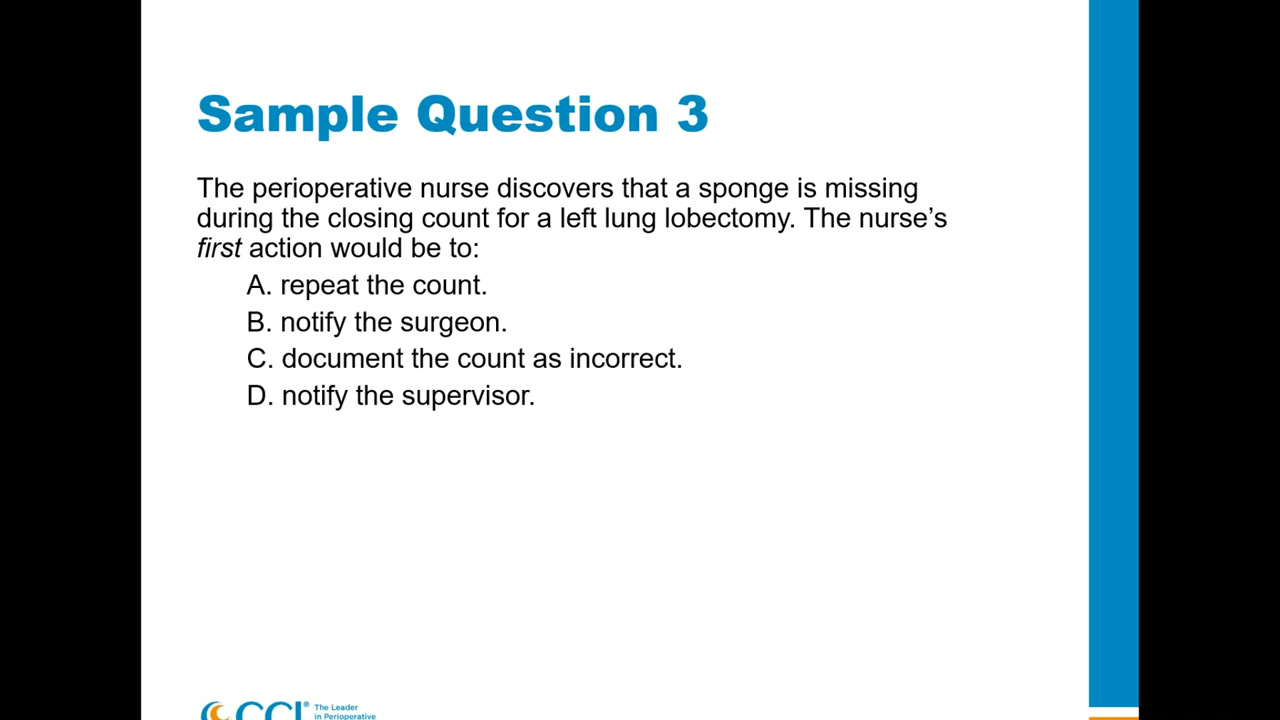 Sample Question 3
The perioperative nurse discovers that a sponge is missing
during the closing count for a left lung lobectomy. The nurse’s
first action would be to:
A. repeat the count.
B. notify the surgeon.
C. document the count as incorrect.
D. notify the supervisor.
CCI® The Leader
in Perioperative